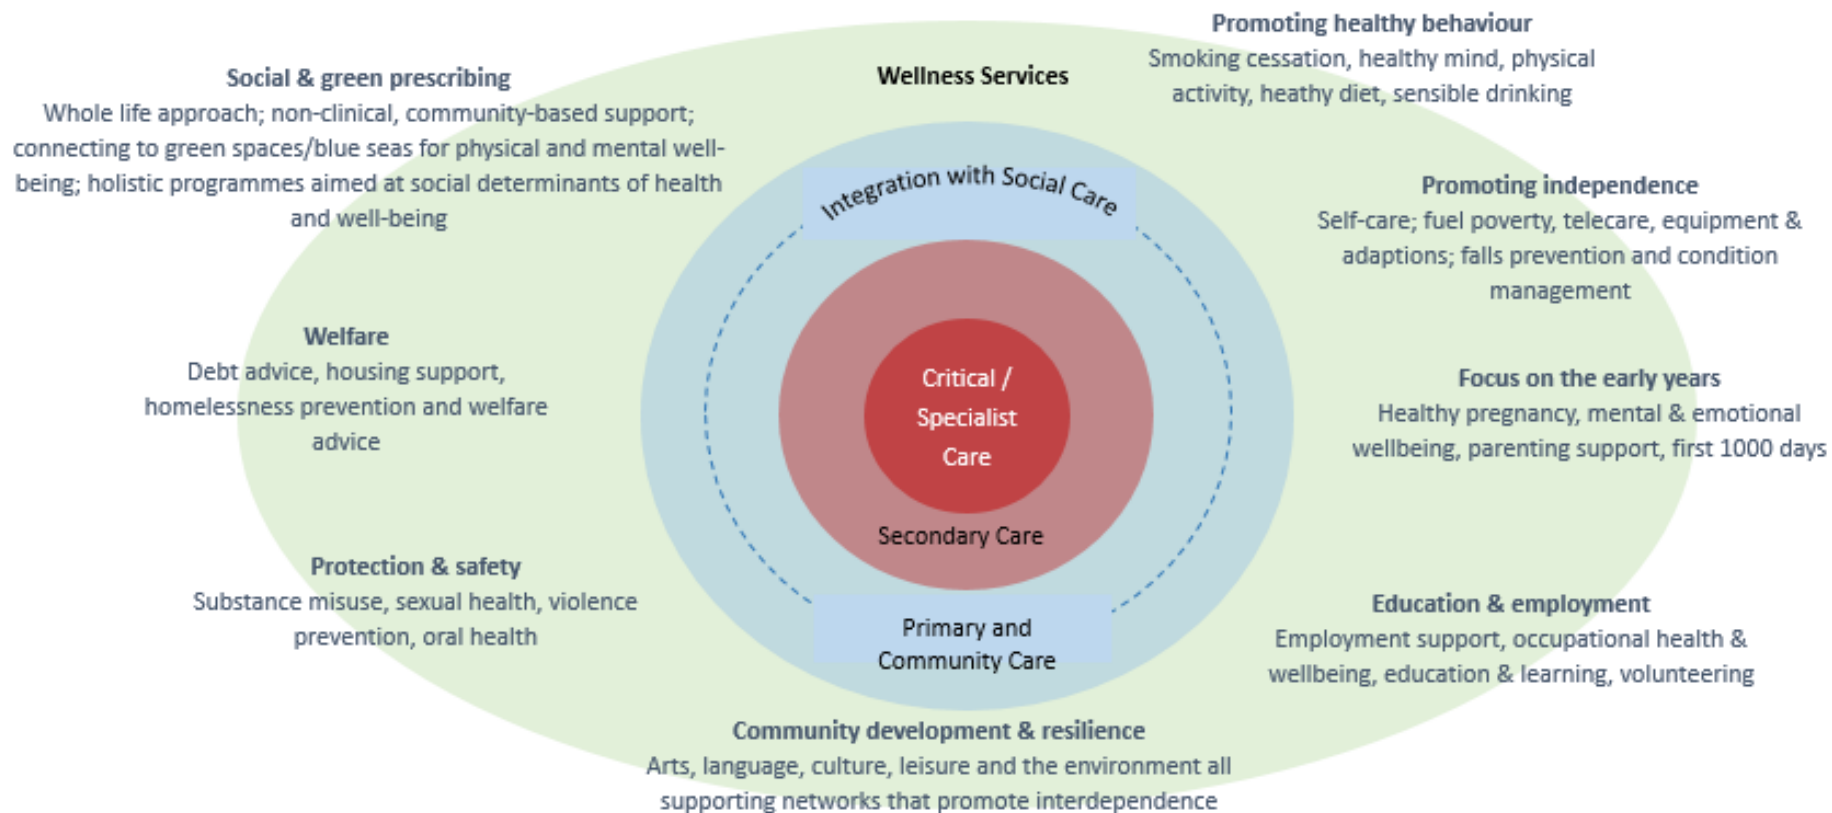 Promoting healthy behaviour
Smoking cessation, healthy mind, physical
activity, heathy diet, sensible drinking
Wellness Services
Social & green prescribing
Whole life approach; non-clinical, community-based support;
connecting to green spaces/blue seas for physical and mental well-
being; holistic programmes aimed at social determinants of health
and well-being
Integration with Social Care
Promoting independence
Self-care; fuel poverty, telecare, equipment &
adaptions; falls prevention and condition
management
Welfare
Debt advice, housing support,
homelessness prevention and welfare
advice
Critical /
Specialist
Care
Focus on the early years
Healthy pregnancy, mental & emotional
wellbeing, parenting support, first 1000 days
Secondary Care
Protection & safety
Substance misuse, sexual health, violence
prevention, oral health
Primary and
Community Care
Education & employment
Employment support, occupational health &
wellbeing, education & learning, volunteering
Community development & resilience
Arts, language, culture, leisure and the environment all
supporting networks that promote interdependence